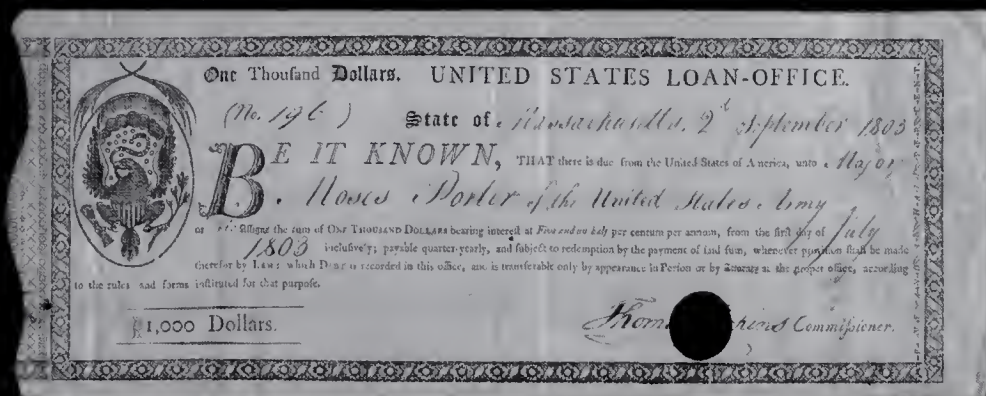 One Thouſand Dollars. UNITED STATES LOAN-OFFICE.
(No. 196) State of Massachusetts. 2d September 1803
BE IT KNOWN, THAT there is due from the United States of America, unto Major
Moses Porter of the United States Army
or his Aſſigns the ſum of ONE THOUSAND DOLLARS bearing intereſt at Five and an half per centum per annum, from the firſt day of July
1803 incluſively; payable quarter-yearly, and ſubject to redemption by the payment of ſaid ſum, whenever proviſion ſhall be made
therefor by Law: which Debt is recorded in this office, and is transferable only by appearance in Perſon or by Attorney at the proper office, according
to the rules and forms inſtituted for that purpoſe.
1,000 Dollars.
Thom kins Commiſſioner.